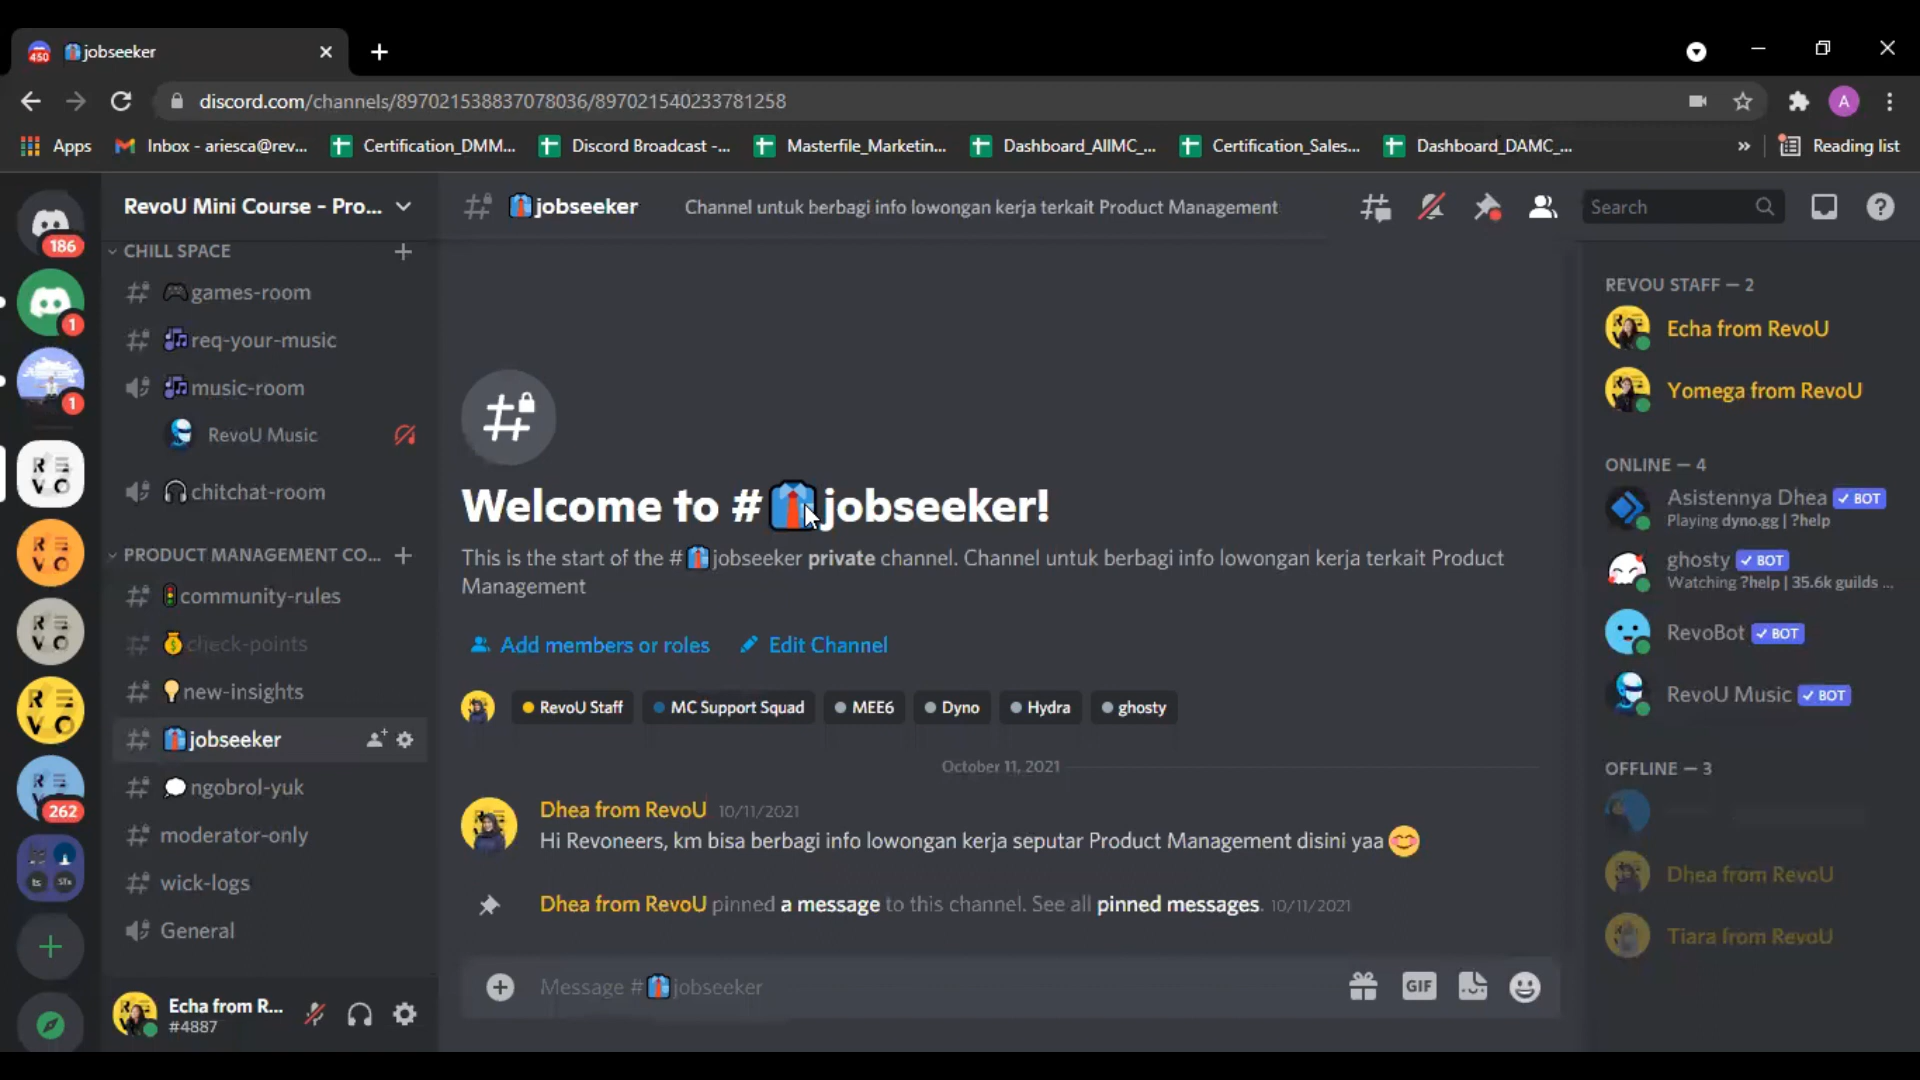 450 👔jobseeker
discord.com/channels/897021538837078036/897021540233781258
A
Apps
Inbox - ariesca@rev...
Certification_DMM...
Discord Broadcast -...
Masterfile_Marketin...
Dashboard_AllMC_...
Certification_Sales...
Dashboard_DAMC_...
»
Reading list
186
1
1
R E V O
R E V O
R E V O
R E V O
262
RevoU Mini Course - Pro...
CHILL SPACE
🎮games-room
🎶req-your-music
🎶music-room
RevoU Music
🎧chitchat-room
PRODUCT MANAGEMENT CO...
🚦community-rules
💰check-points
💡new-insights
👔jobseeker
💭ngobrol-yuk
moderator-only
wick-logs
General
Echa from R...
#4887
👔jobseeker
Channel untuk berbagi info lowongan kerja terkait Product Management
Search
Welcome to #👔jobseeker!
This is the start of the #👔jobseeker private channel. Channel untuk berbagi info lowongan kerja terkait Product
Management
Add members or roles
Edit Channel
RevoU Staff
MC Support Squad
MEE6
Dyno
Hydra
ghosty
October 11, 2021
Dhea from RevoU 10/11/2021
Hi Revoneers, km bisa berbagi info lowongan kerja seputar Product Management disini yaa 😊
Dhea from RevoU pinned a message to this channel. See all pinned messages. 10/11/2021
Message #👔jobseeker
GIF
REVOU STAFF — 2
Echa from RevoU
Yomega from RevoU
ONLINE — 4
Asistennya Dhea ✓ BOT
Playing dyno.gg | ?help
ghosty ✓ BOT
Watching ?help | 35.6k guilds ...
RevoBot ✓ BOT
RevoU Music ✓ BOT
OFFLINE — 3
Dhea from RevoU
Tiara from RevoU